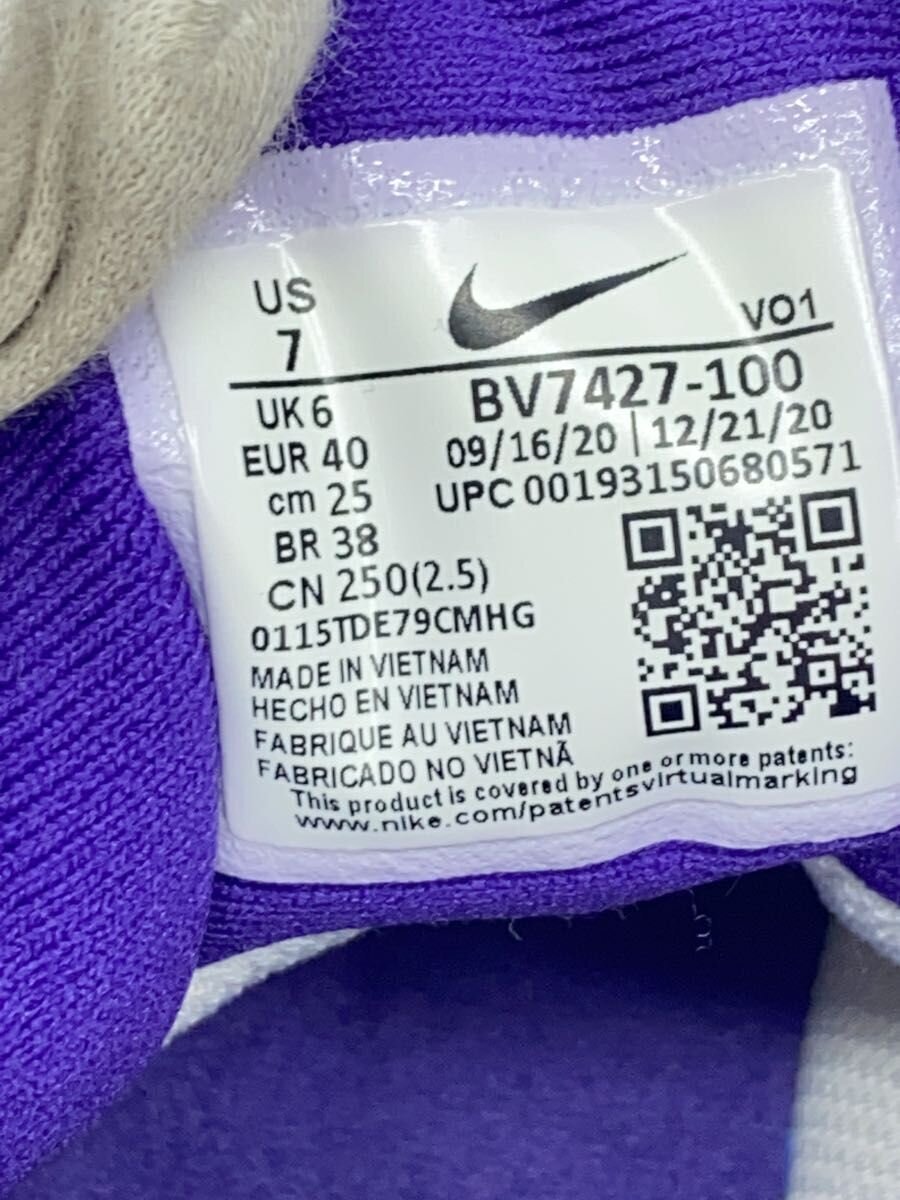 US
7
VO1
UK 6
BV7427-100
EUR 40
09/16/20 | 12/21/20
cm 25
UPC 00193150680571
BR 38
CN 250(2.5)
0115TDE79CMHG
MADE IN VIETNAM
HECHO EN VIETNAM
FABRIQUE AU VIETNAM
FABRICADO NO VIETNÃ
This product is covered by one or more patents:
www.nike.com/patentsvirtualmarking